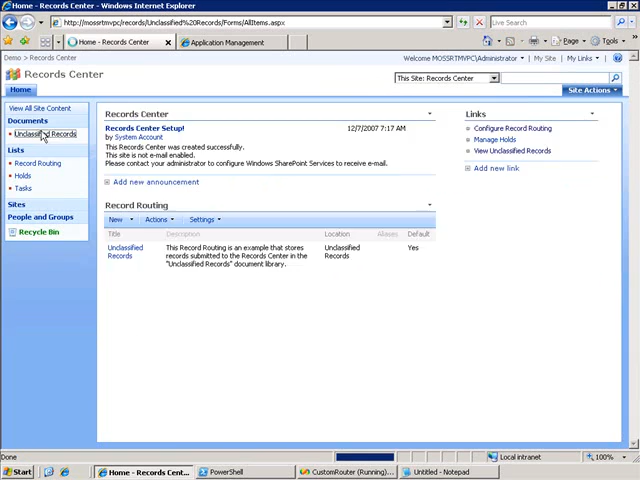 Home - Records Center - Windows Internet Explorer
http://mossrtmvpc/records/Unclassified%20Records/Forms/AllItems.aspx
Live Search
Home - Records Center
Application Management
Page
Tools
Demo > Records Center
Welcome MOSSRTMVPC\Administrator
My Site
My Links
Records Center
This Site: Records Center
Home
Site Actions
View All Site Content
Documents
Unclassified Records
Lists
Record Routing
Holds
Tasks
Sites
People and Groups
Recycle Bin
Records Center
Records Center Setup!
12/7/2007 7:17 AM
by System Account
This Records Center was created successfully.
This site is not e-mail enabled.
Please contact your administrator to configure Windows SharePoint Services to receive e-mail.
Add new announcement
Record Routing
New
Actions
Settings
Title
Description
Location
Aliases
Default
Unclassified Records
This Record Routing is an example that stores
records submitted to the Records Center in the
"Unclassified Records" document library.
Unclassified Records
Yes
Links
Configure Record Routing
Manage Holds
View Unclassified Records
Add new link
Done
Local intranet
100%
Start
Home - Records Cent...
PowerShell
CustomRouter (Running)...
Untitled - Notepad